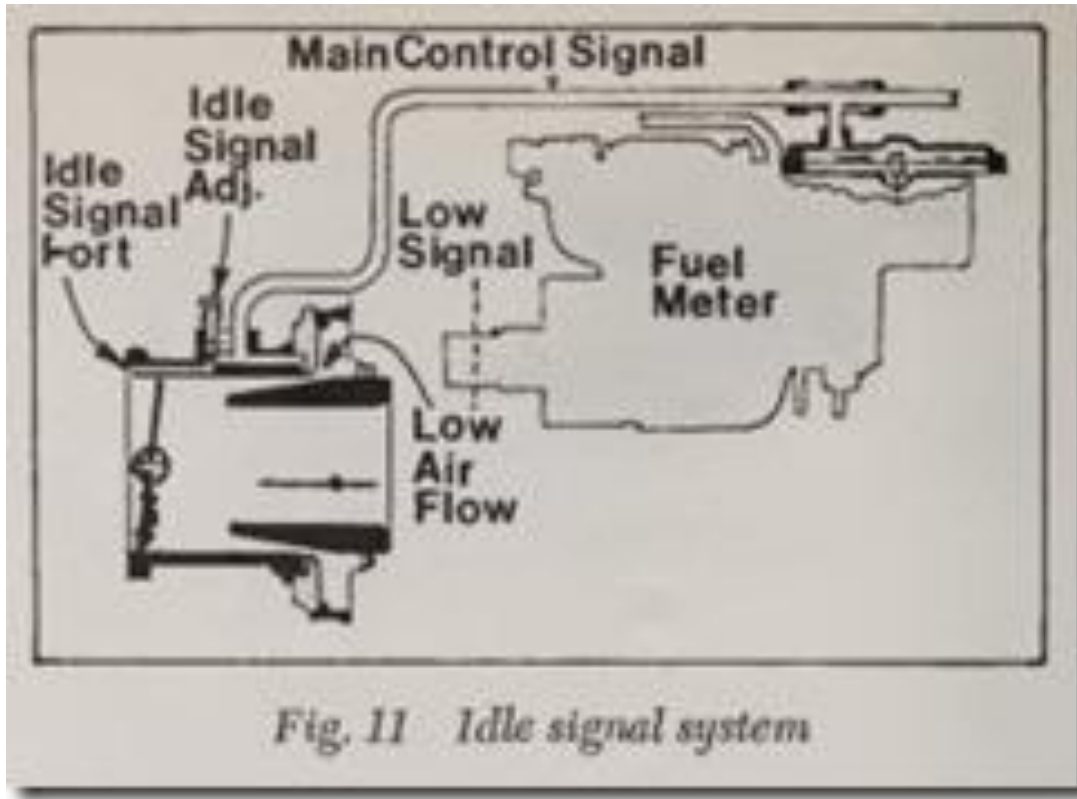 Main Control Signal
Idle
Signal
Adj.
Idle
Signal
Port
Low
Signal
Fuel
Meter
Low
Air
Flow
Fig. 11 Idle signal system